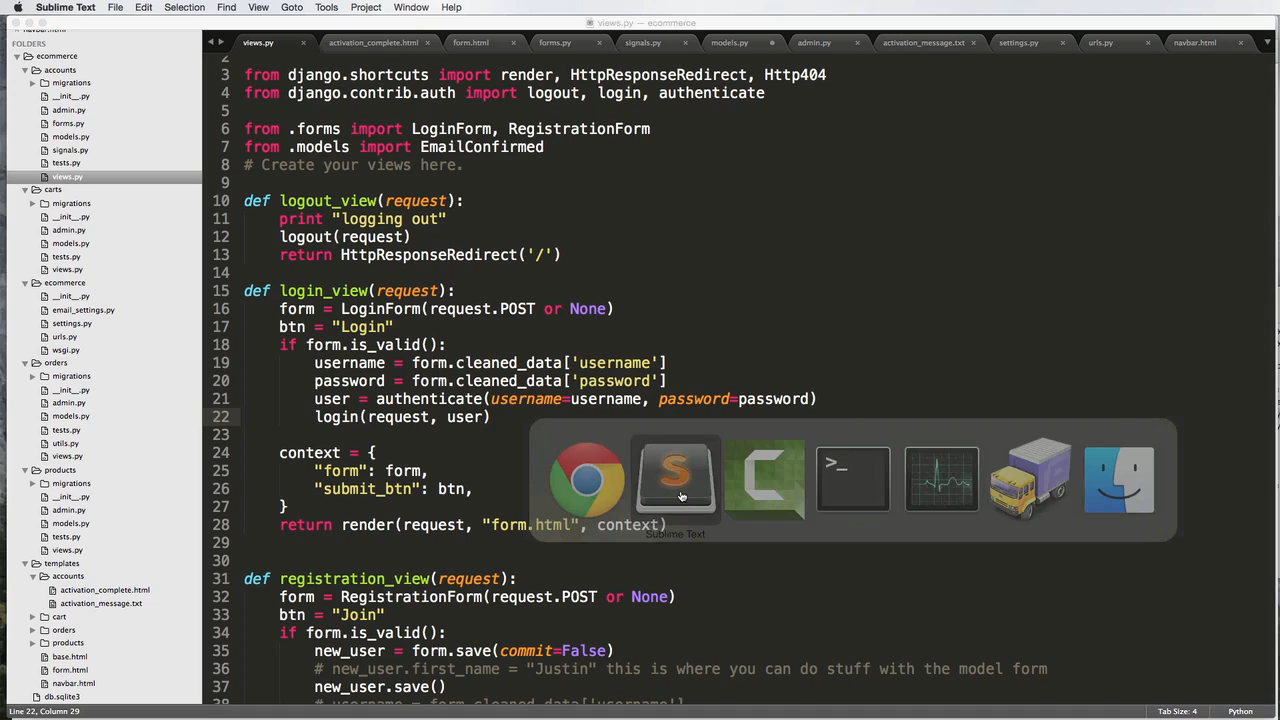 Sublime Text File Edit Selection Find View Goto Tools Project Window Help
views.py — ecommerce
navbar.html
FOLDERS
ecommerce
accounts
migrations
__init__.py
admin.py
forms.py
models.py
signals.py
tests.py
views.py
carts
migrations
__init__.py
admin.py
models.py
tests.py
views.py
ecommerce
__init__.py
email_settings.py
settings.py
urls.py
wsgi.py
orders
migrations
__init__.py
admin.py
models.py
tests.py
utils.py
views.py
products
migrations
__init__.py
admin.py
models.py
tests.py
views.py
templates
accounts
activation_complete.html
activation_message.txt
cart
orders
products
base.html
form.html
navbar.html
db.sqlite3
views.py activation_complete.html form.html forms.py signals.py models.py admin.py activation_message.txt settings.py urls.py navbar.html
2
3 from django.shortcuts import render, HttpResponseRedirect, Http404
4 from django.contrib.auth import logout, login, authenticate
5
6 from .forms import LoginForm, RegistrationForm
7 from .models import EmailConfirmed
8 # Create your views here.
9
10 def logout_view(request):
11 print "logging out"
12 logout(request)
13 return HttpResponseRedirect('/')
14
15 def login_view(request):
16 form = LoginForm(request.POST or None)
17 btn = "Login"
18 if form.is_valid():
19 username = form.cleaned_data['username']
20 password = form.cleaned_data['password']
21 user = authenticate(username=username, password=password)
22 login(request, user)
23
24 context = {
25 "form": form,
26 "submit_btn": btn,
27 }
28 return render(request, "form.html", context)
29
30
31 def registration_view(request):
32 form = RegistrationForm(request.POST or None)
33 btn = "Join"
34 if form.is_valid():
35 new_user = form.save(commit=False)
36 # new_user.first_name = "Justin" this is where you can do stuff with the model form
37 new_user.save()
38 # username = form.cleaned_data['username']
Sublime Text
Line 22, Column 29 Tab Size: 4 Python